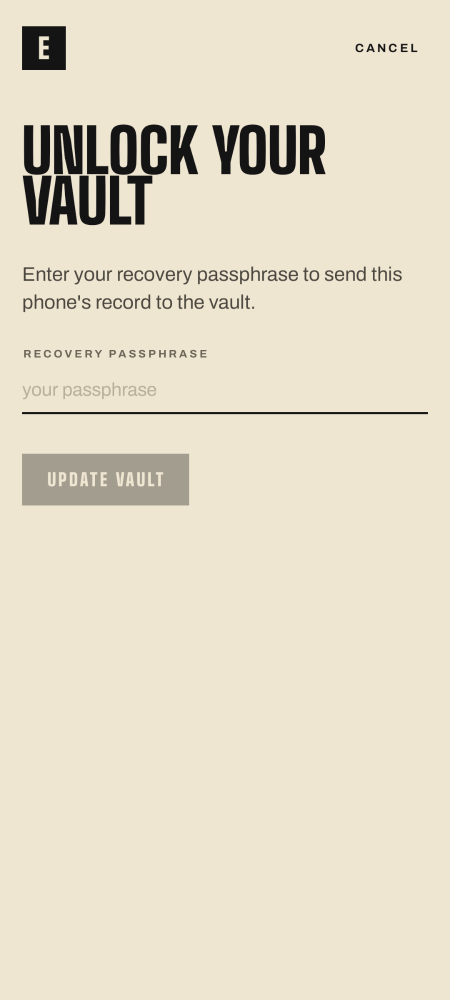 E
CANCEL
UNLOCK YOUR
VAULT
Enter your recovery passphrase to send this
phone's record to the vault.
RECOVERY PASSPHRASE
your passphrase
UPDATE VAULT